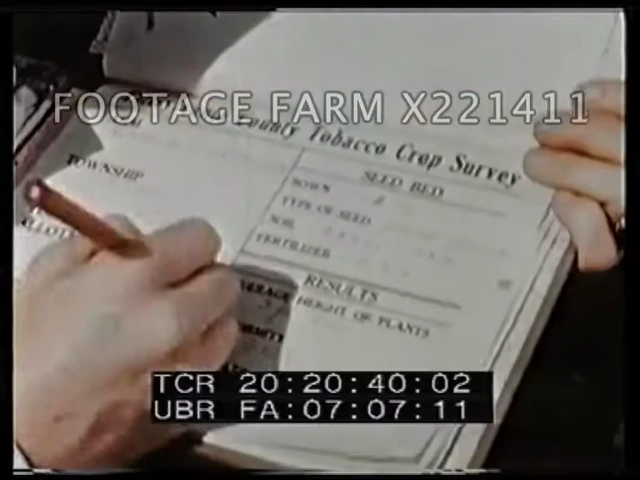 FOOTAGE FARM X221411
County Tobacco Crop Survey
TOWNSHIP
SEED BED
SOWN
TYPE OF SEED
SOIL
FERTILIZER
RESULTS
HEIGHT OF PLANTS
TCR 20:20:40:02
UBR FA:07:07:11